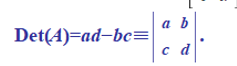 Det(A)=ad−bc≡| a b |.
| c d |